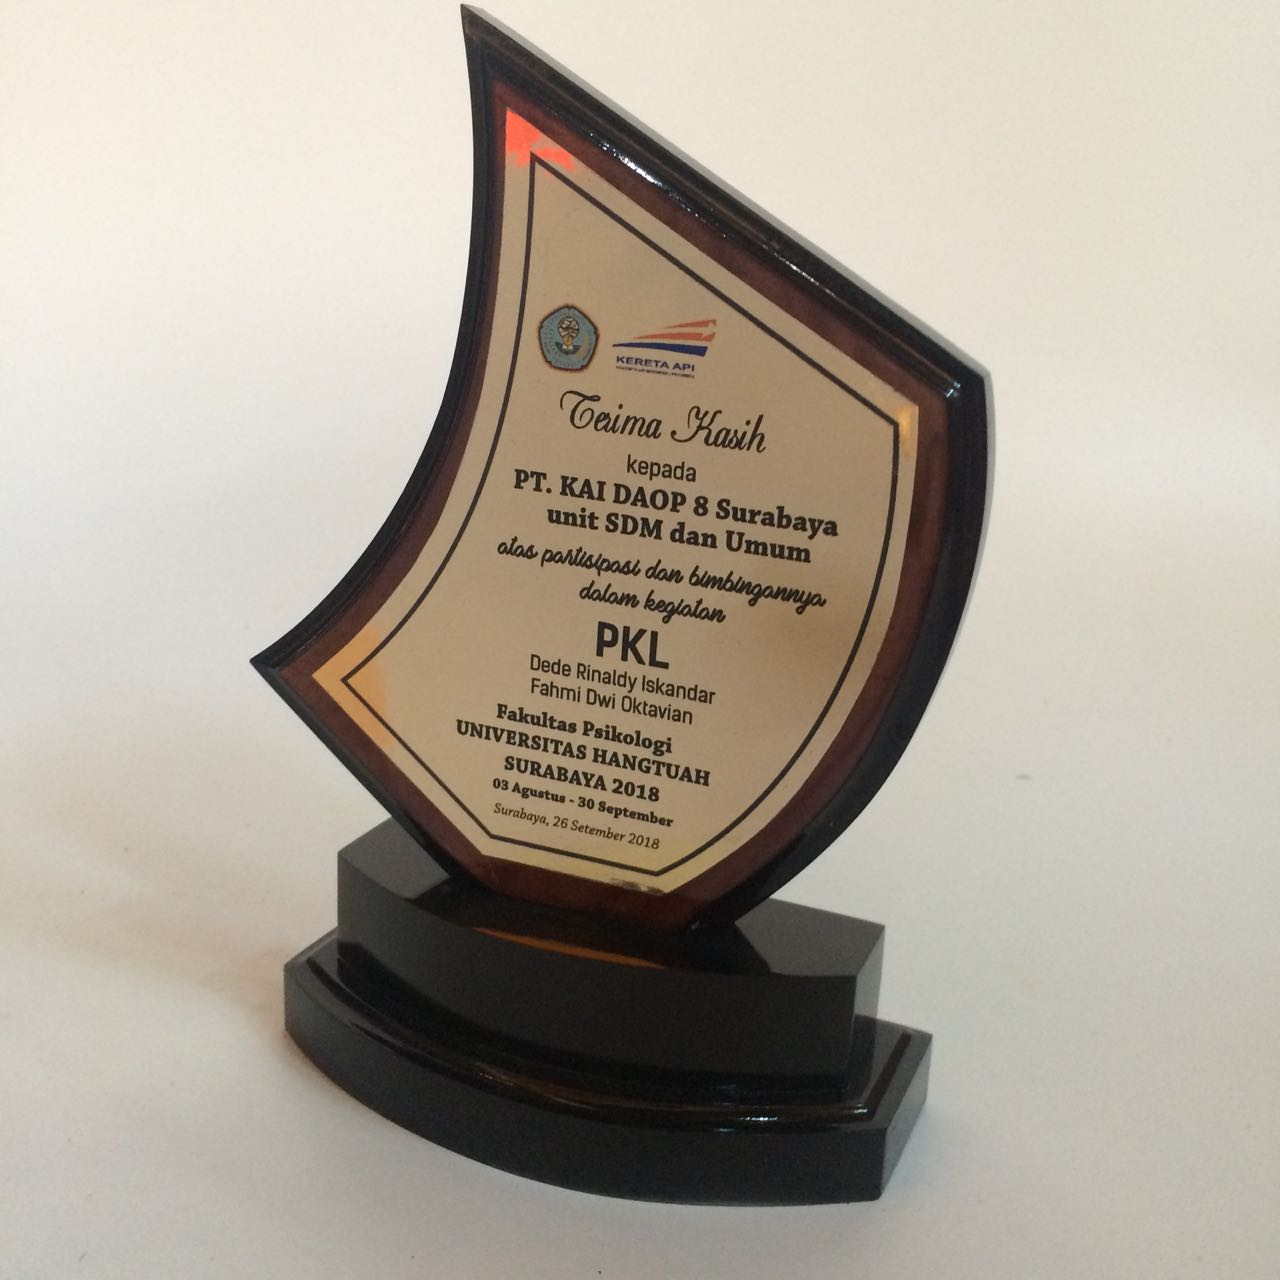 KERETA API
Terima Kasih
kepada
PT. KAI DAOP 8 Surabaya
unit SDM dan Umum
atas partisipasi dan bimbingannya
dalam kegiatan
PKL
Dede Rinaldy Iskandar
Fahmi Dwi Oktavian
Fakultas Psikologi
UNIVERSITAS HANGTUAH
SURABAYA 2018
03 Agustus - 30 September
Surabaya, 26 Setember 2018